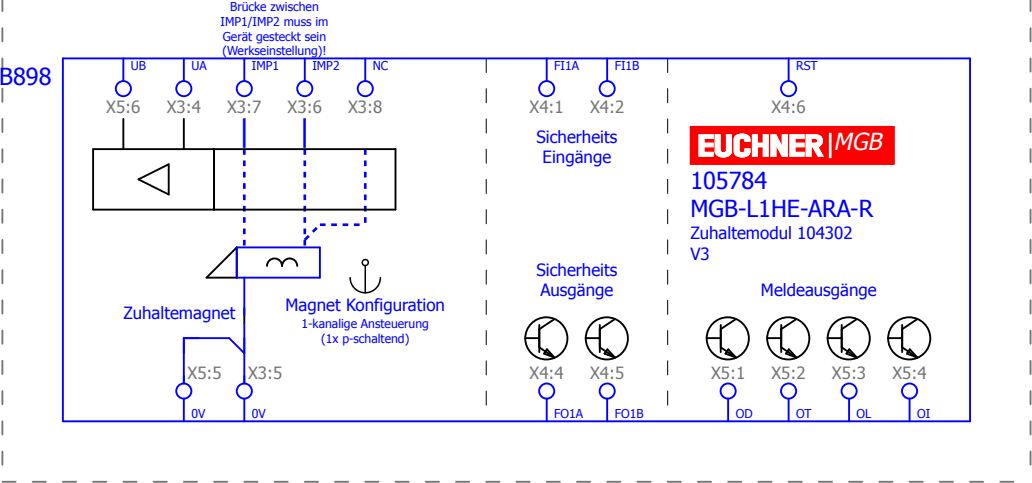 Brücke zwischen
IMP1/IMP2 muss im
Gerät gesteckt sein
(Werkseinstellung)!
B898
UB UA IMP1 IMP2 NC FI1A FI1B RST
X5:6 X3:4 X3:7 X3:6 X3:8 X4:1 X4:2 X4:6
Sicherheits
Eingänge
EUCHNER|MGB
105784
MGB-L1HE-ARA-R
Zuhaltemodul 104302
V3
Sicherheits
Ausgänge
Meldeausgänge
Zuhaltemagnet
Magnet Konfiguration
1-kanalige Ansteuerung
(1x p-schaltend)
X5:5 X3:5 X4:4 X4:5 X5:1 X5:2 X5:3 X5:4
0V 0V FO1A FO1B OD OT OL OI